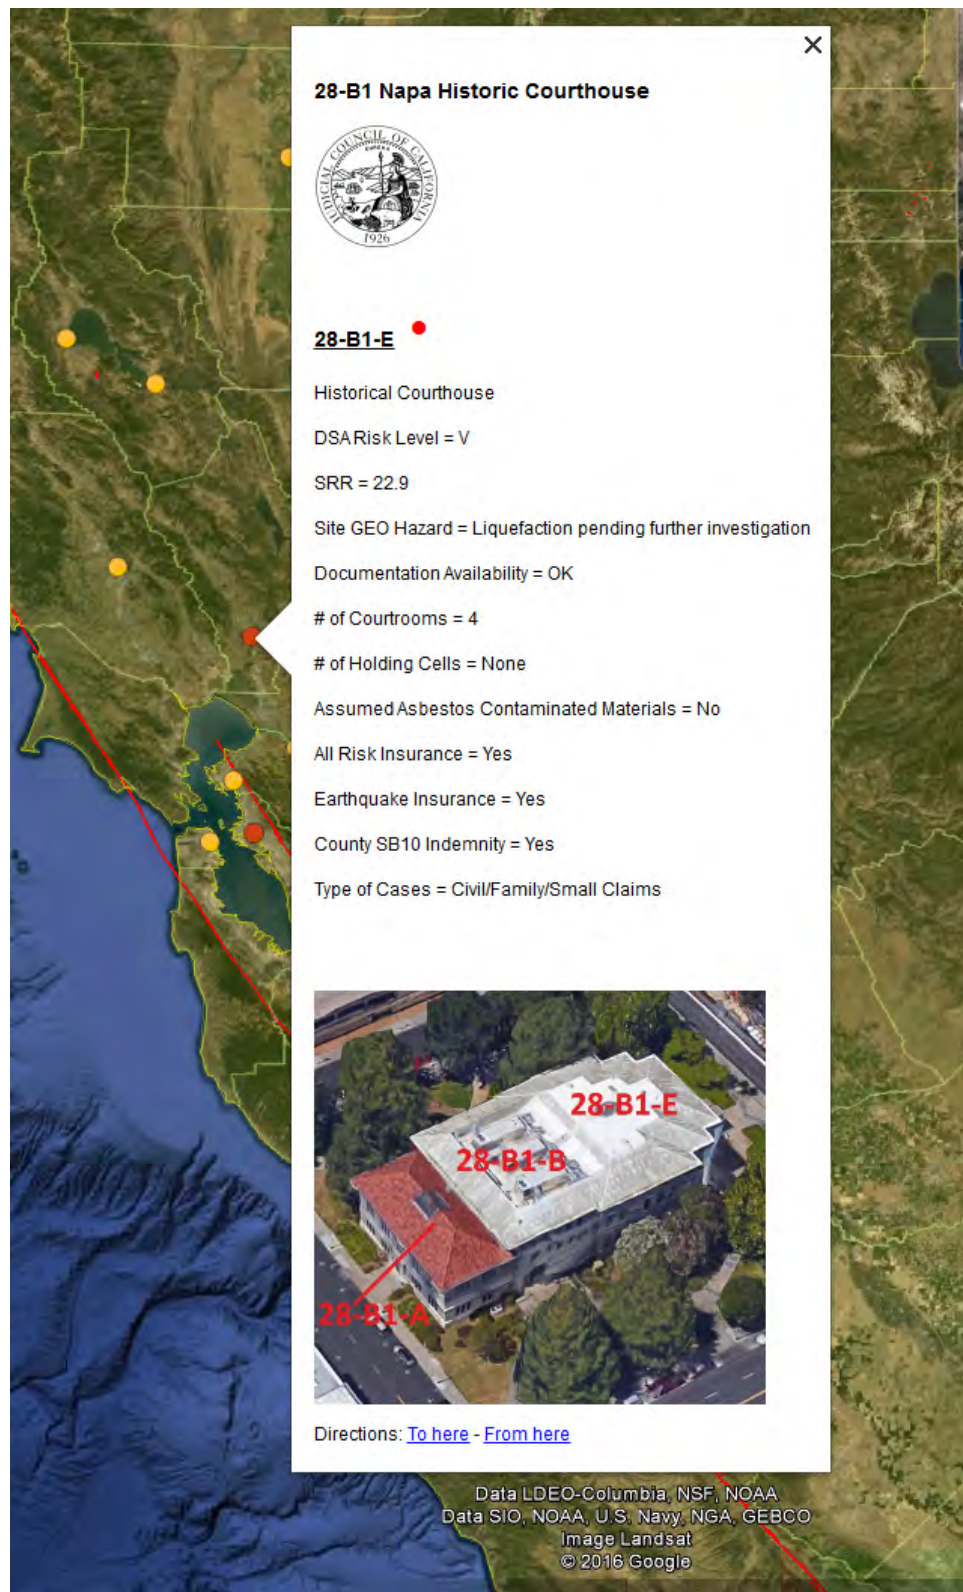 28-B1 Napa Historic Courthouse
JUDICIAL COUNCIL OF CALIFORNIA
EUREKA
1926
28-B1-E
Historical Courthouse
DSA Risk Level = V
SRR = 22.9
Site GEO Hazard = Liquefaction pending further investigation
Documentation Availability = OK
# of Courtrooms = 4
# of Holding Cells = None
Assumed Asbestos Contaminated Materials = No
All Risk Insurance = Yes
Earthquake Insurance = Yes
County SB10 Indemnity = Yes
Type of Cases = Civil/Family/Small Claims
28-B1-E
28-B1-B
28-B1-A
Directions: To here - From here
Data LDEO-Columbia, NSF, NOAA
Data SIO, NOAA, U.S. Navy, NGA, GEBCO
Image Landsat
© 2016 Google